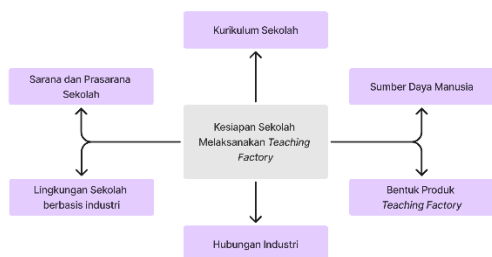 Kurikulum Sekolah
Sarana dan Prasarana
Sekolah
Sumber Daya Manusia
Kesiapan Sekolah
Melaksanakan Teaching
Factory
Lingkungan Sekolah
berbasis industri
Bentuk Produk
Teaching Factory
Hubungan Industri